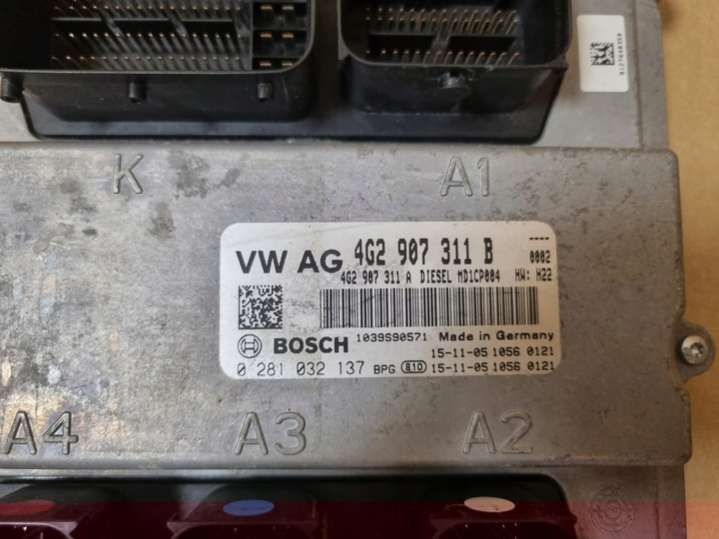 K A1
VW AG 4G2 907 311 B ----
0002
4G2 907 311 A DIESEL MD1CP004 HW: H22
1039S90571 Made in Germany
BOSCH 15-11-05 1056 0121
0 281 032 137 BPG 810 15-11-05 1056 0121
A4 A3 A2